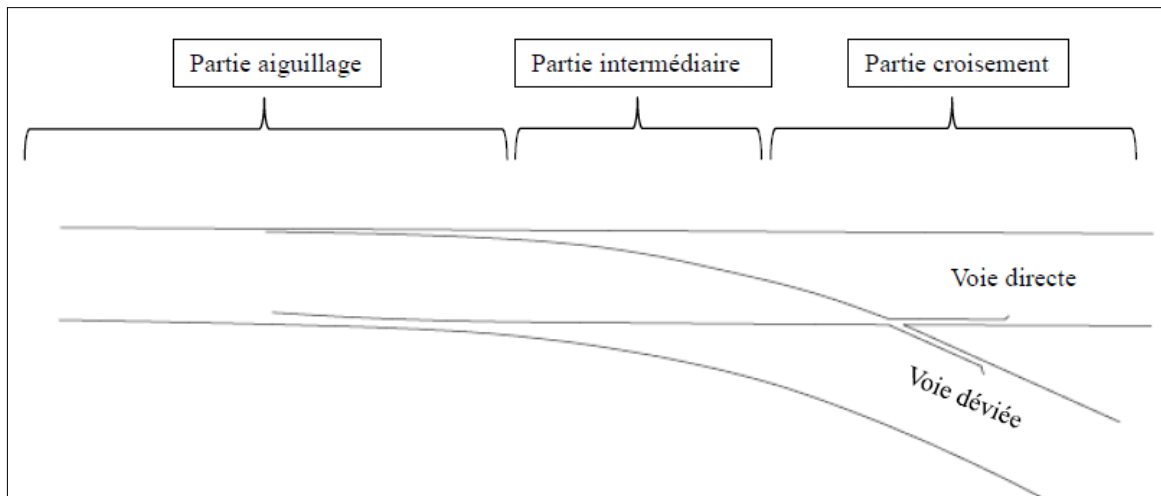 Partie aiguillage
Partie intermédiaire
Partie croisement
Voie directe
Voie déviée